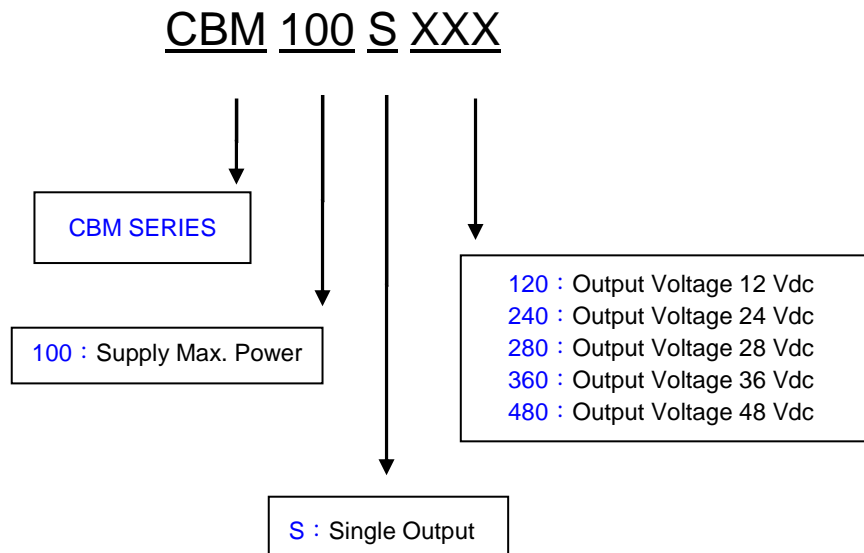 CBM 100 S XXX
CBM SERIES
100：Supply Max. Power
120：Output Voltage 12 Vdc
240：Output Voltage 24 Vdc
280：Output Voltage 28 Vdc
360：Output Voltage 36 Vdc
480：Output Voltage 48 Vdc
S：Single Output